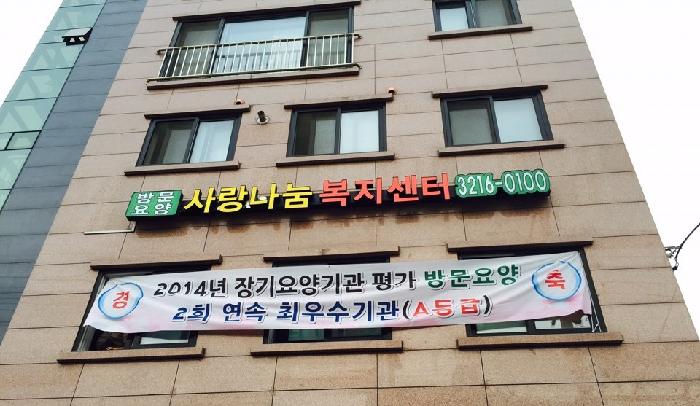 방문
요양 사랑나눔 복지센터 3216-0100
경 2014년 장기요양기관 평가 방문요양 축
2회 연속 최우수기관(A등급)